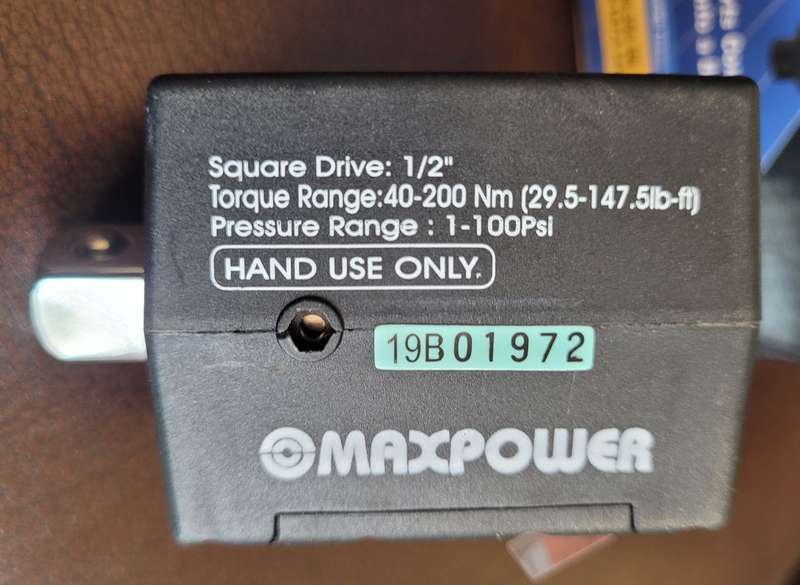 Square Drive: 1/2"
Torque Range:40-200 Nm (29.5-147.5lb-ft)
Pressure Range : 1-100Psi
HAND USE ONLY.
19B01972
MAXPOWER